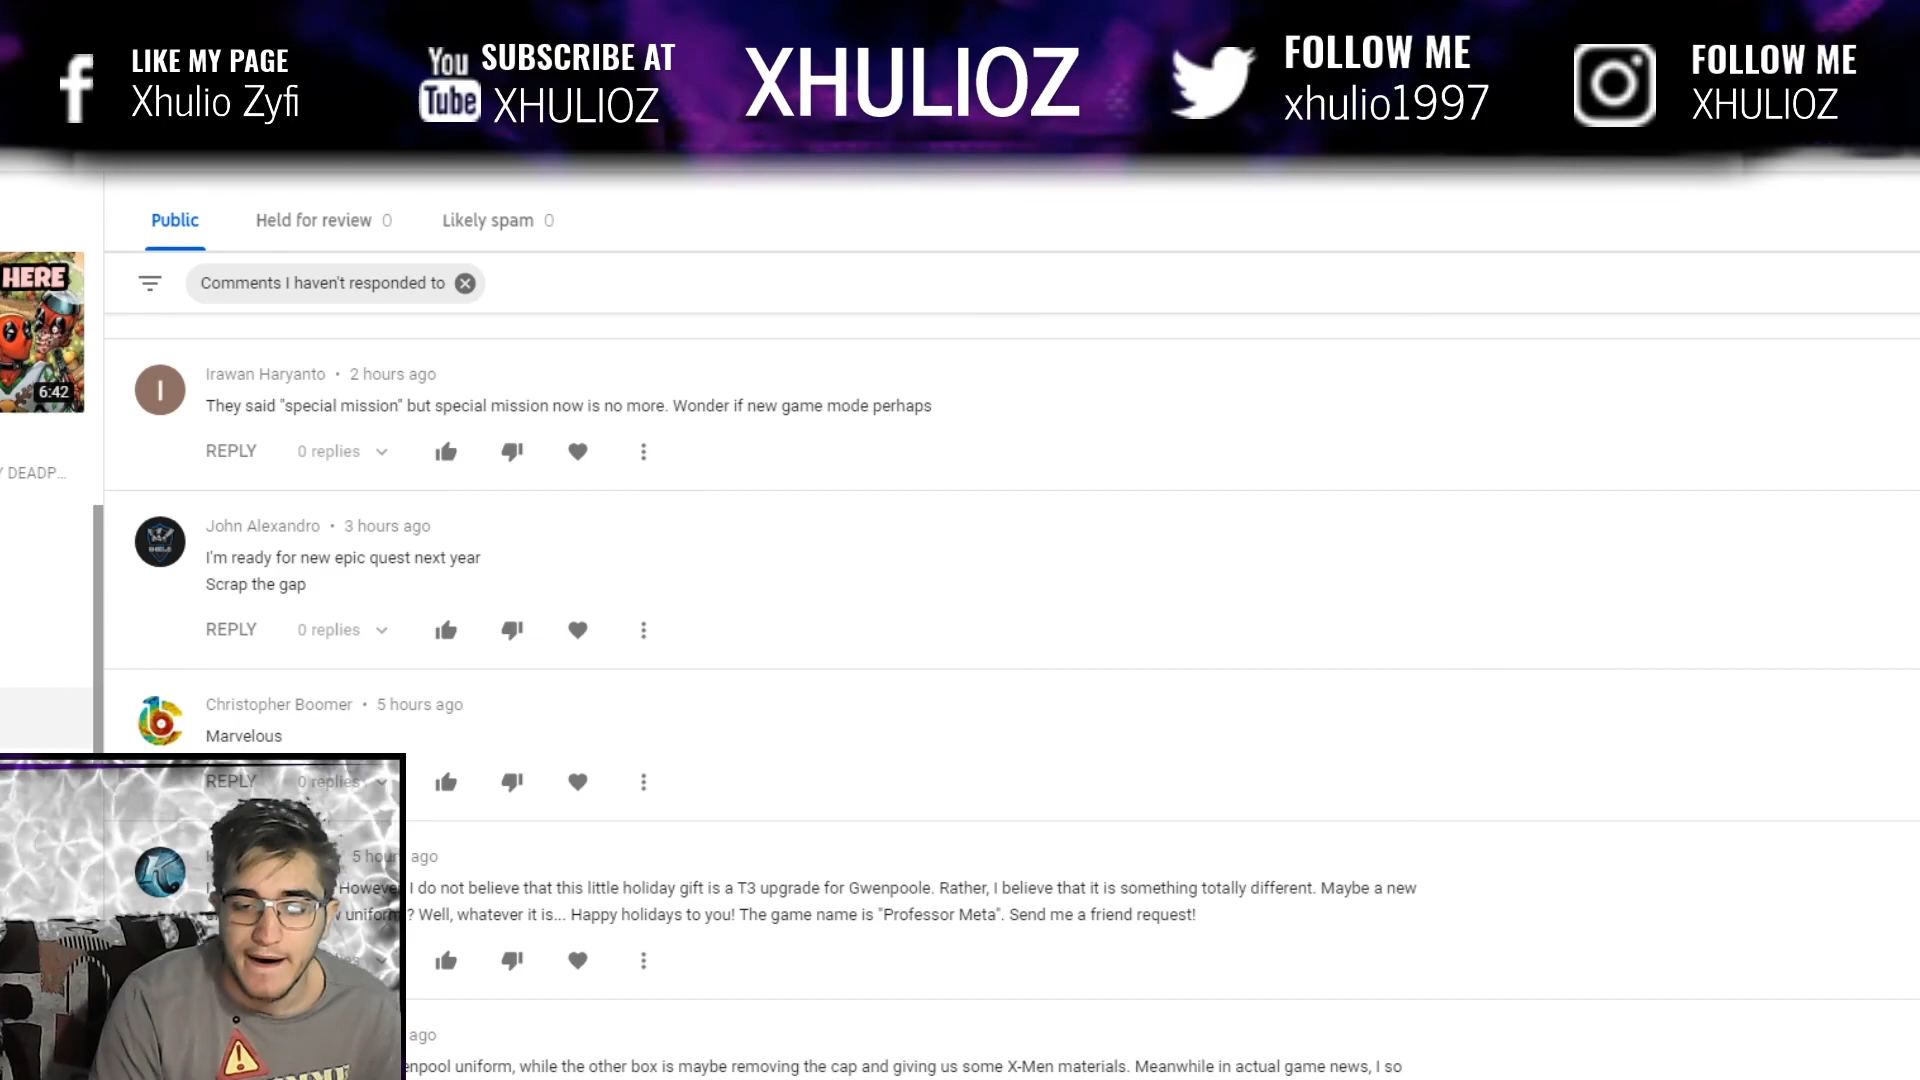 LIKE MY PAGE
Xhulio Zyfi
You
Tube
SUBSCRIBE AT
XHULIOZ
XHULIOZ
FOLLOW ME
xhulio1997
FOLLOW ME
XHULIOZ
Public
Held for review 0
Likely spam 0
HERE
6:42
Comments I haven't responded to
Irawan Haryanto • 2 hours ago
They said "special mission" but special mission now is no more. Wonder if new game mode perhaps
REPLY 0 replies
Y DEADP...
John Alexandro • 3 hours ago
I'm ready for new epic quest next year
Scrap the gap
REPLY 0 replies
Christopher Boomer • 5 hours ago
Marvelous
REPLY 0 replies
5 hours ago
However, I do not believe that this little holiday gift is a T3 upgrade for Gwenpoole. Rather, I believe that it is something totally different. Maybe a new
uniform? Well, whatever it is... Happy holidays to you! The game name is "Professor Meta". Send me a friend request!
ago
enpool uniform, while the other box is maybe removing the cap and giving us some X-Men materials. Meanwhile in actual game news, I so